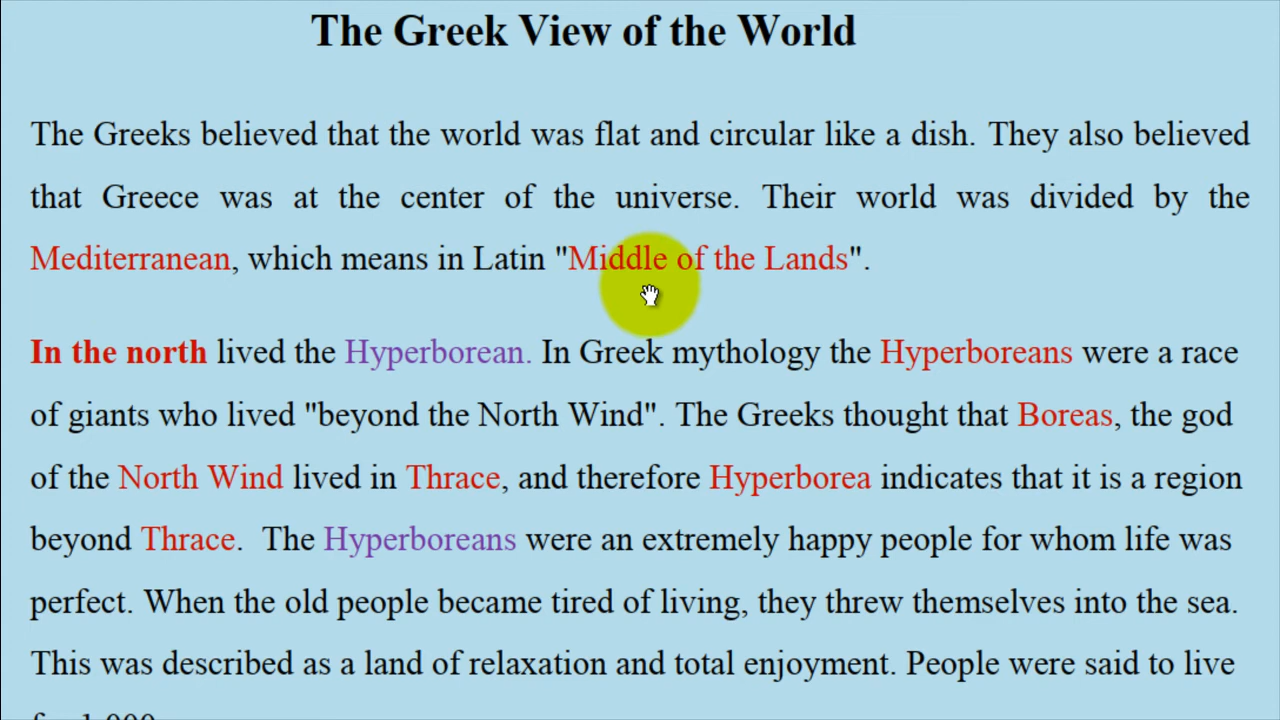 The Greek View of the World
The Greeks believed that the world was flat and circular like a dish. They also believed
that Greece was at the center of the universe. Their world was divided by the
Mediterranean, which means in Latin "Middle of the Lands".
In the north lived the Hyperborean. In Greek mythology the Hyperboreans were a race
of giants who lived "beyond the North Wind". The Greeks thought that Boreas, the god
of the North Wind lived in Thrace, and therefore Hyperborea indicates that it is a region
beyond Thrace. The Hyperboreans were an extremely happy people for whom life was
perfect. When the old people became tired of living, they threw themselves into the sea.
This was described as a land of relaxation and total enjoyment. People were said to live